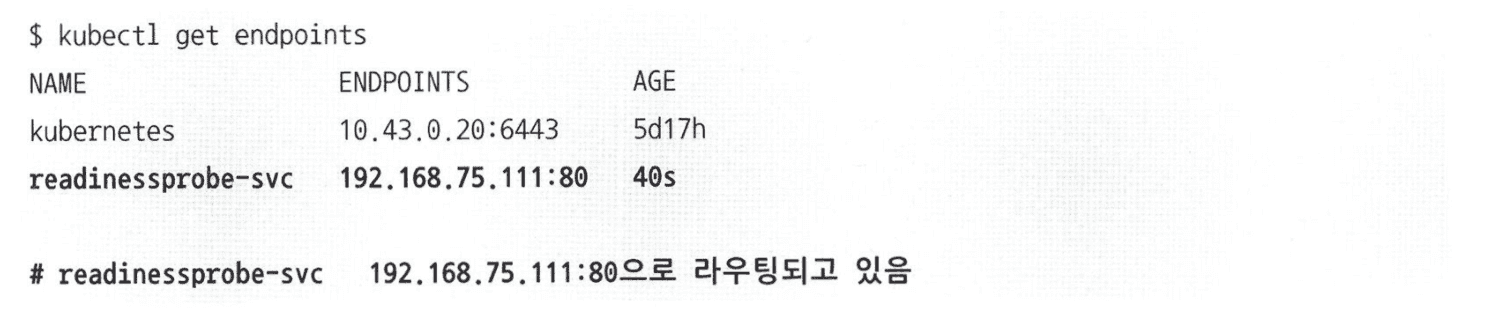 $ kubectl get endpoints
NAME ENDPOINTS AGE
kubernetes 10.43.0.20:6443 5d17h
readinessprobe-svc 192.168.75.111:80 40s
# readinessprobe-svc 192.168.75.111:80으로 라우팅되고 있음